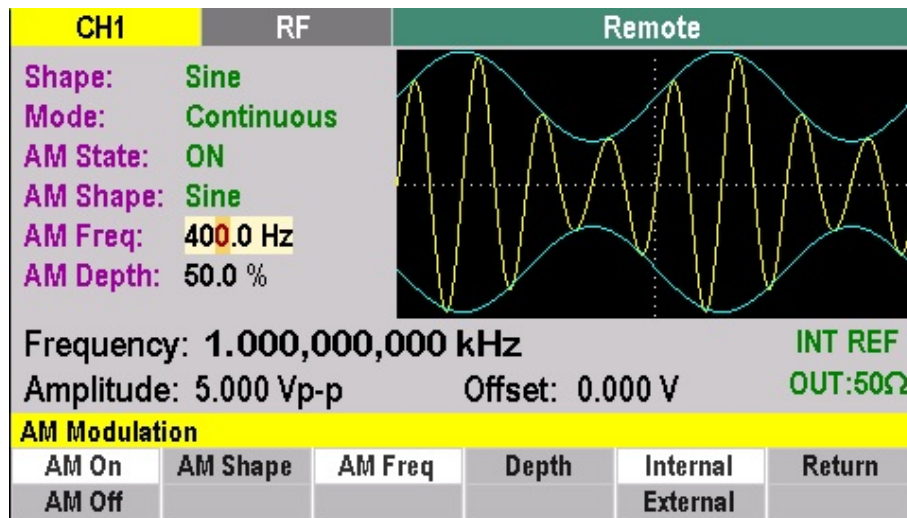 CH1 RF Remote
Shape: Sine
Mode: Continuous
AM State: ON
AM Shape: Sine
AM Freq: 400.0 Hz
AM Depth: 50.0 %
Frequency: 1.000,000,000 kHz INT REF
Amplitude: 5.000 Vp-p Offset: 0.000 V OUT:50Ω
AM Modulation
AM On AM Shape AM Freq Depth Internal Return
AM Off External